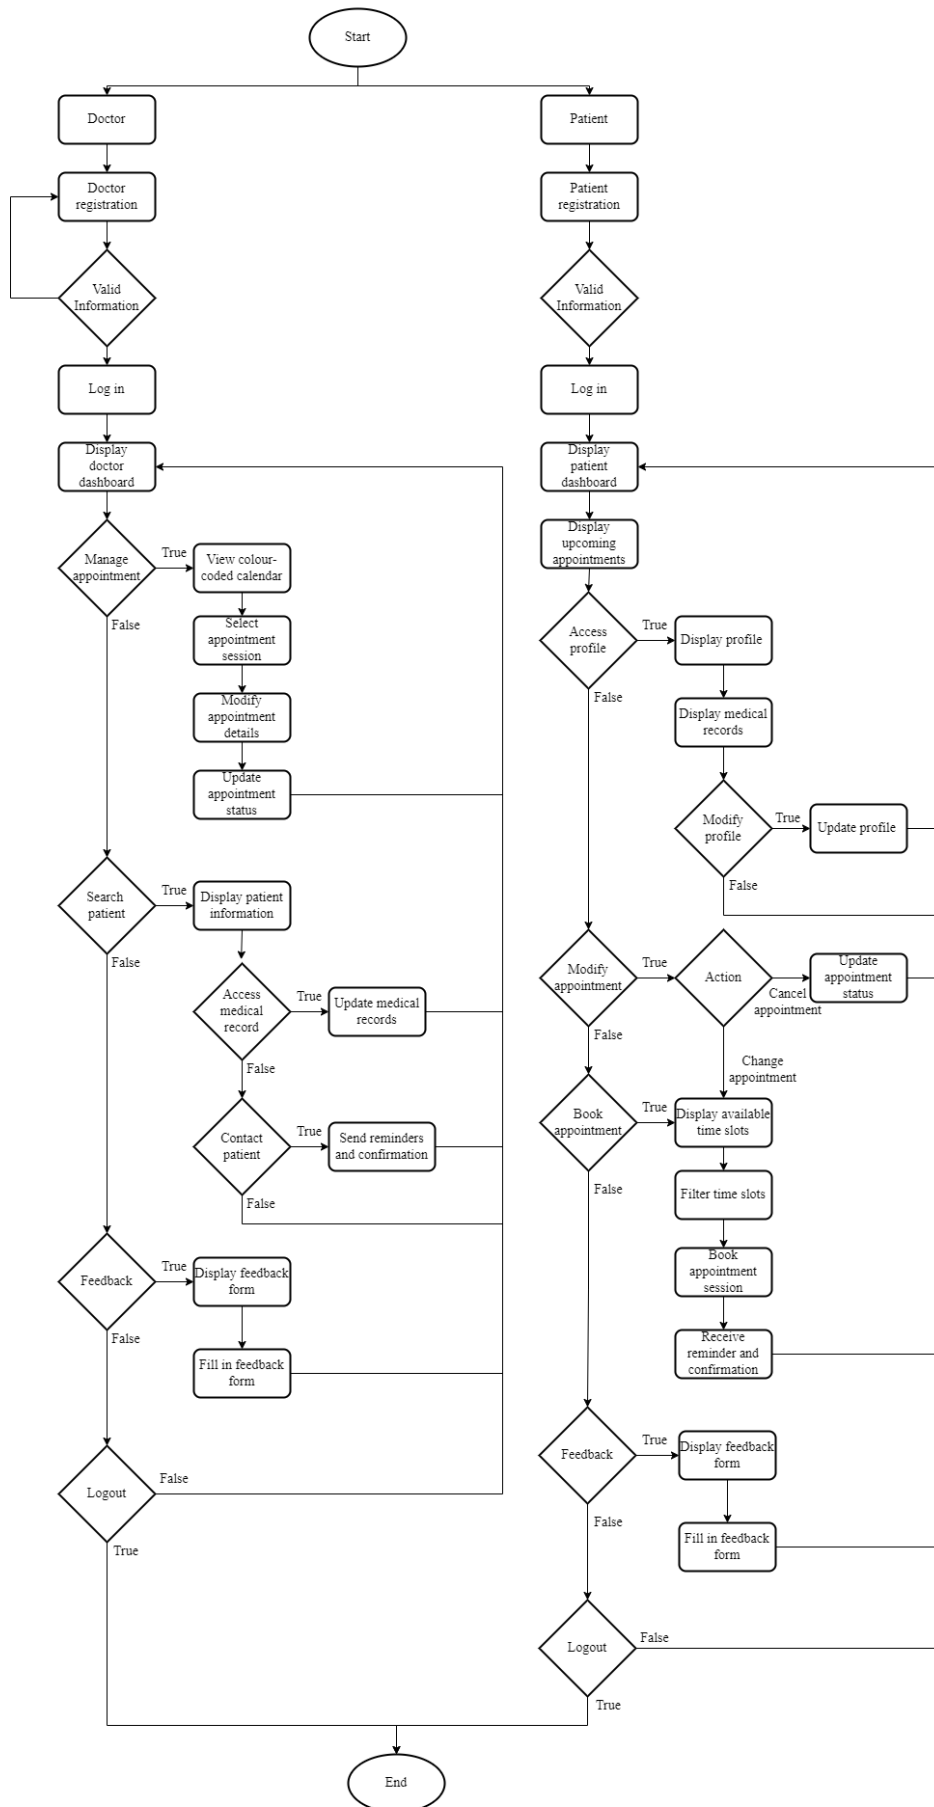 Start
Doctor
Patient
Doctor
registration
Patient
registration
Valid
Information
Valid
Information
Log in
Log in
Display
doctor
dashboard
Display
patient
dashboard
Manage
appointment
True
False
View colour-
coded calendar
Select
appointment
session
Modify
appointment
details
Update
appointment
status
Search
patient
True
False
Display patient
information
Access
medical
record
True
False
Update medical
records
Contact
patient
True
False
Send reminders
and confirmation
Feedback
True
False
Display feedback
form
Fill in feedback
form
Logout
False
True
Display
upcoming
appointments
Access
profile
True
False
Display profile
Display medical
records
Modify
profile
True
False
Update profile
Modify
appointment
True
False
Action
Cancel
appointment
Update
appointment
status
Change
appointment
Book
appointment
True
False
Display available
time slots
Filter time slots
Book
appointment
session
Receive
reminder and
confirmation
Feedback
True
False
Display feedback
form
Fill in feedback
form
Logout
False
True
End